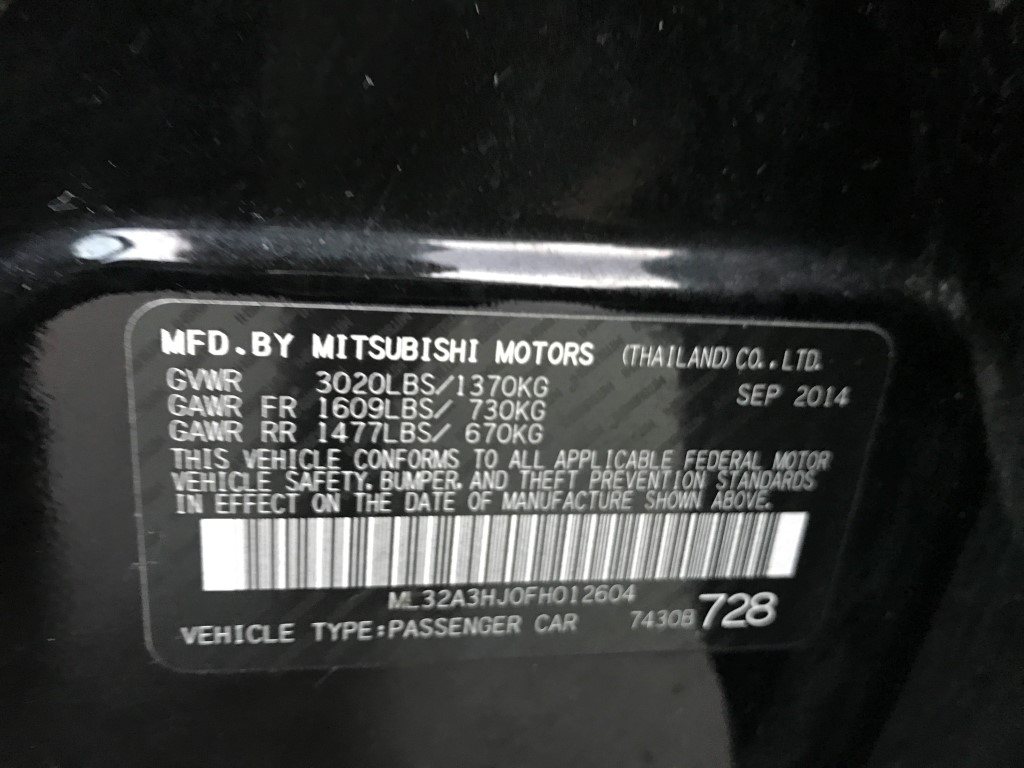 MFD.BY MITSUBISHI MOTORS (THAILAND) CO.,LTD.
GVWR 3020LBS/1370KG SEP 2014
GAWR FR 1609LBS/ 730KG
GAWR RR 1477LBS/ 670KG
THIS VEHICLE CONFORMS TO ALL APPLICABLE FEDERAL MOTOR
VEHICLE SAFETY, BUMPER, AND THEFT PREVENTION STANDARDS
IN EFFECT ON THE DATE OF MANUFACTURE SHOWN ABOVE.
ML32A3HJ0FH012604
VEHICLE TYPE:PASSENGER CAR 7430B 728